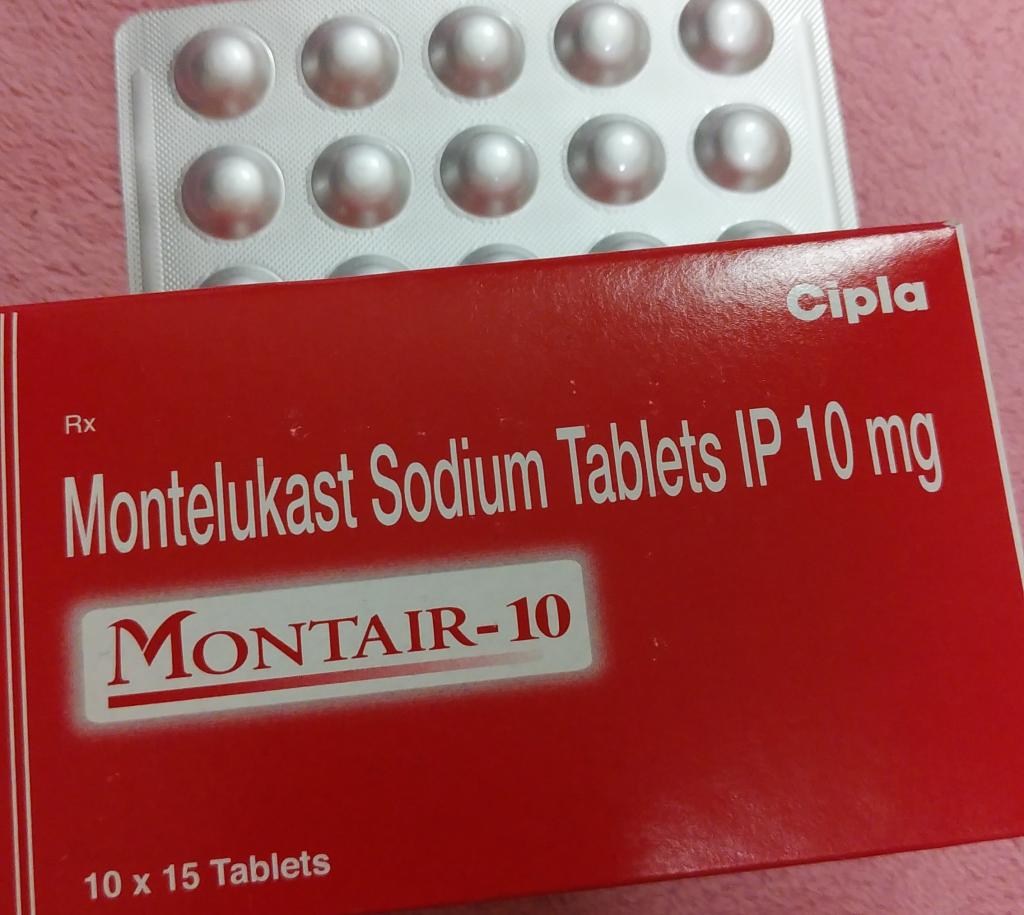 Cipla
Rx
Montelukast Sodium Tablets IP 10 mg
MONTAIR-10
10 x 15 Tablets